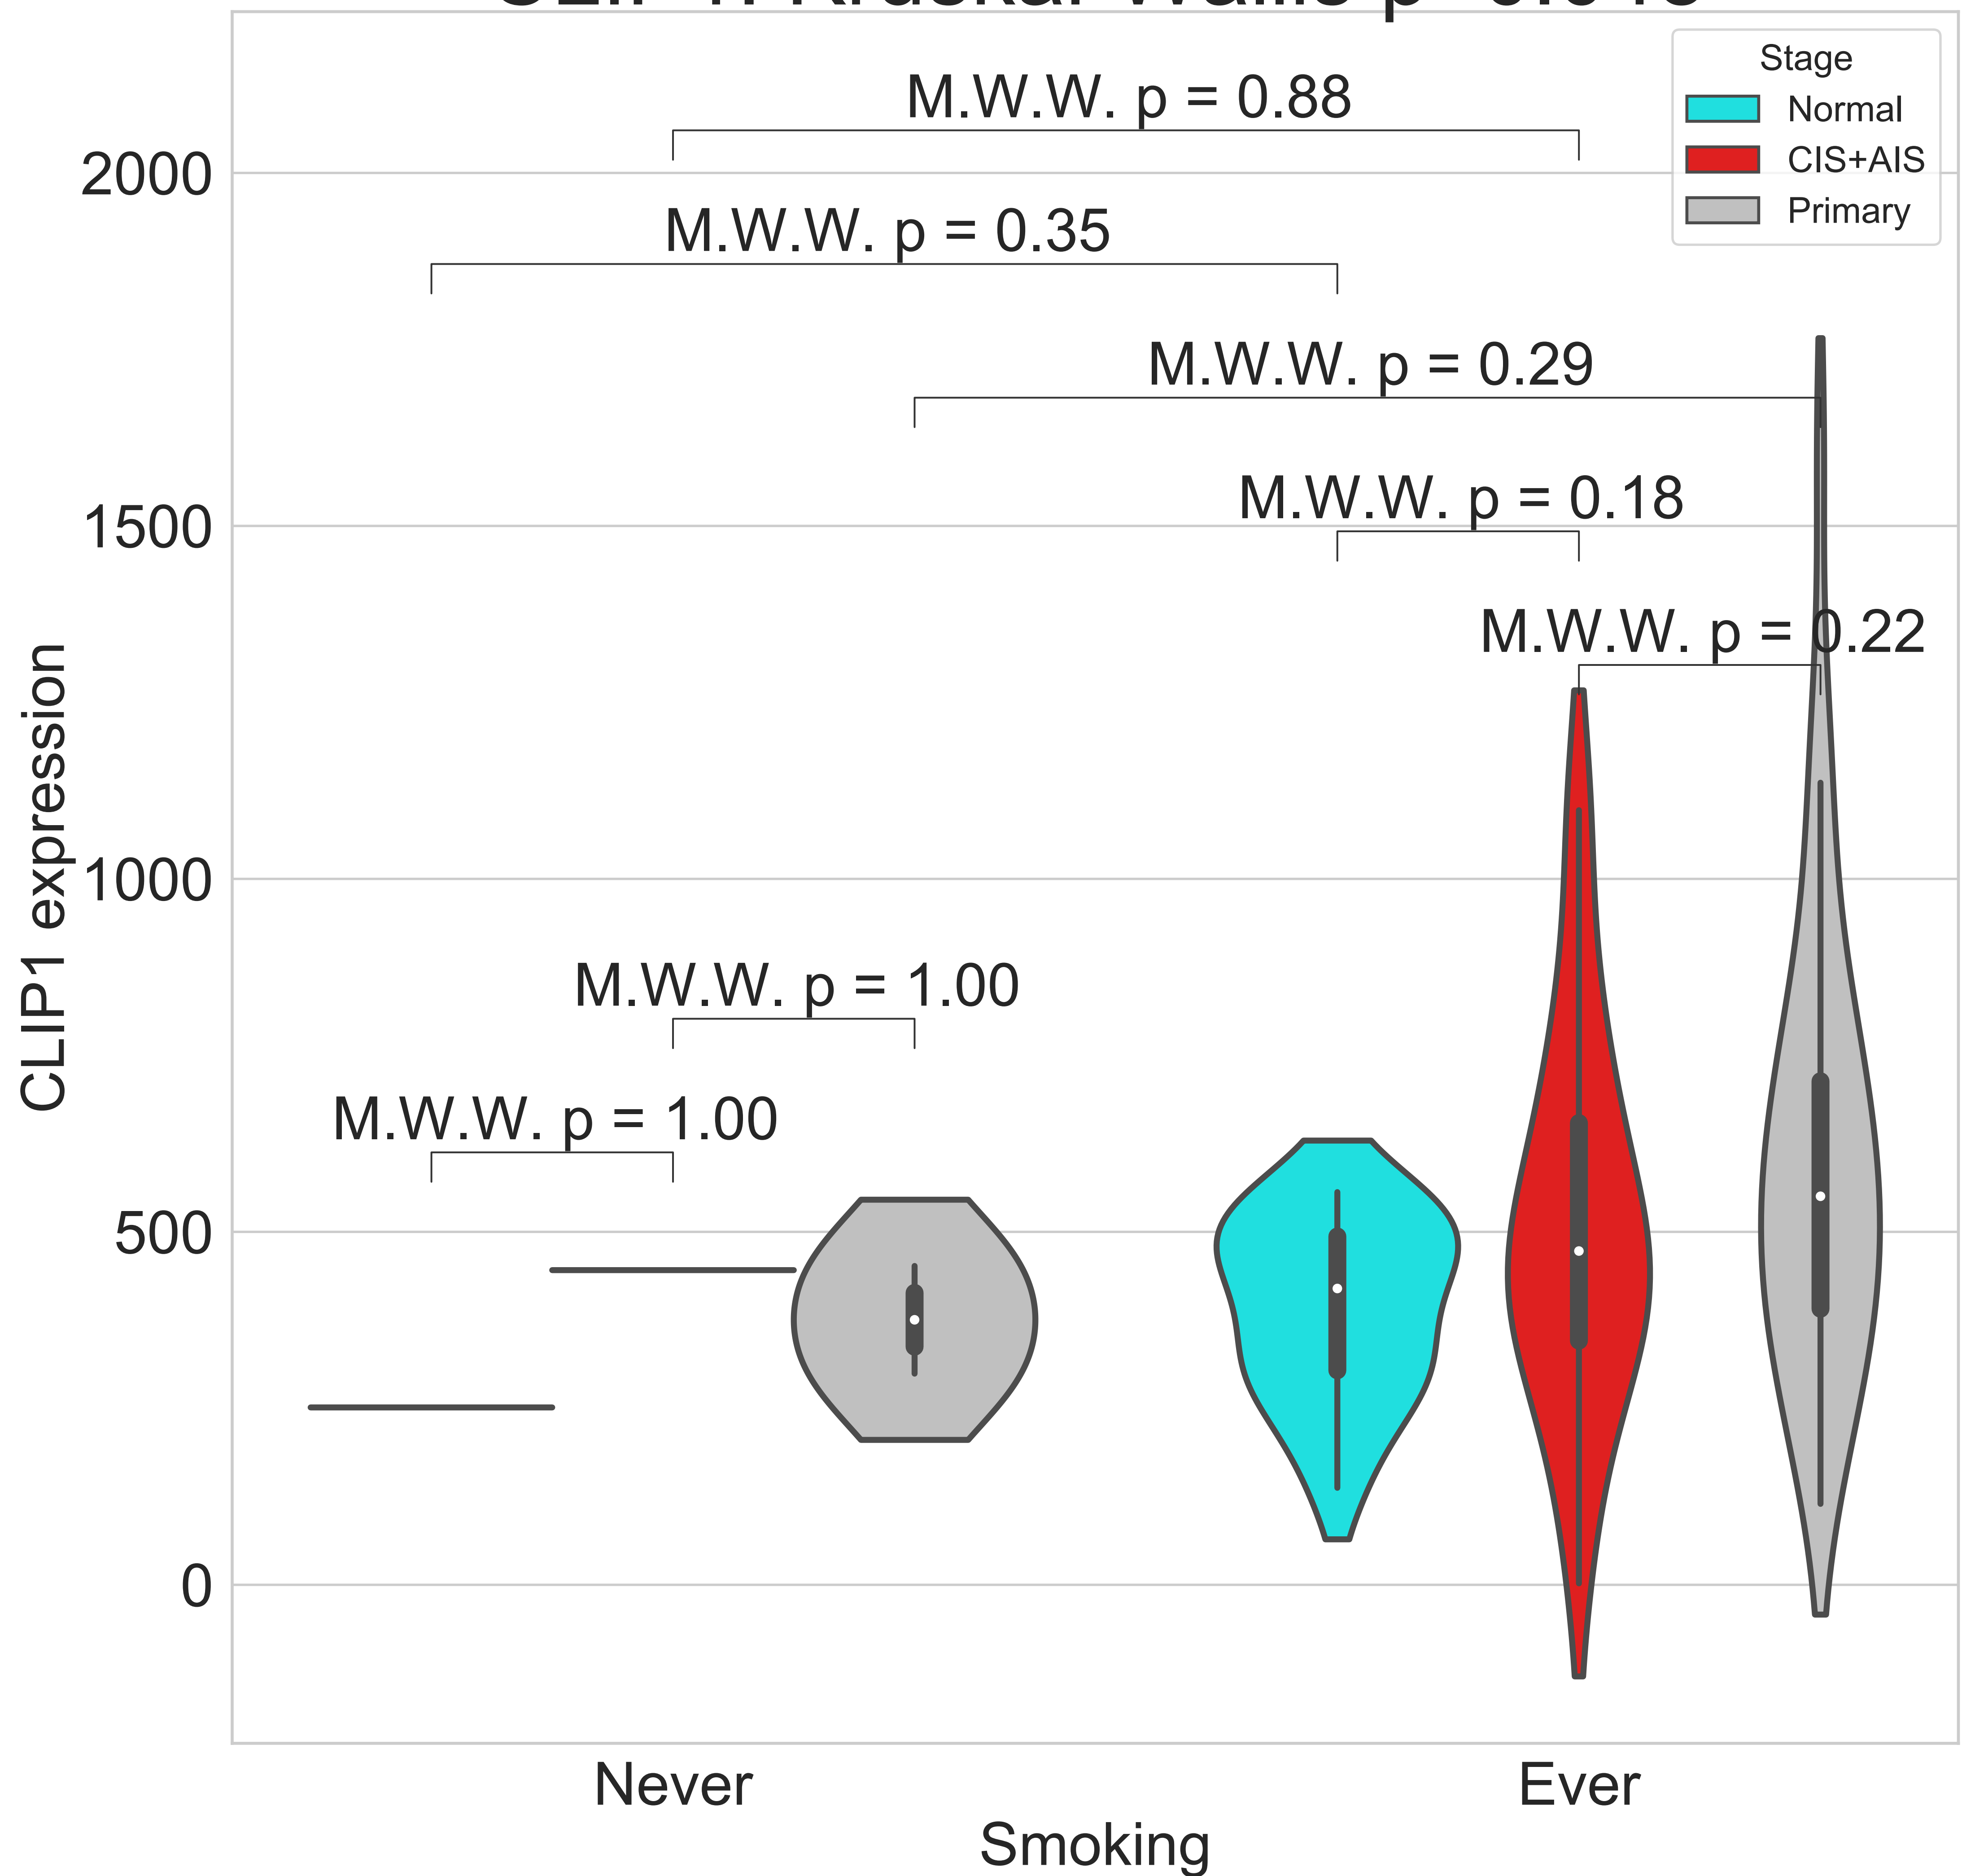 Stage
Normal
CIS+AIS
Primary
M.W.W. p = 0.88
M.W.W. p = 0.35
M.W.W. p = 0.29
M.W.W. p = 0.18
M.W.W. p = 0.22
M.W.W. p = 1.00
M.W.W. p = 1.00
2000
1500
1000
500
0
CLIP1 expression
Never
Ever
Smoking